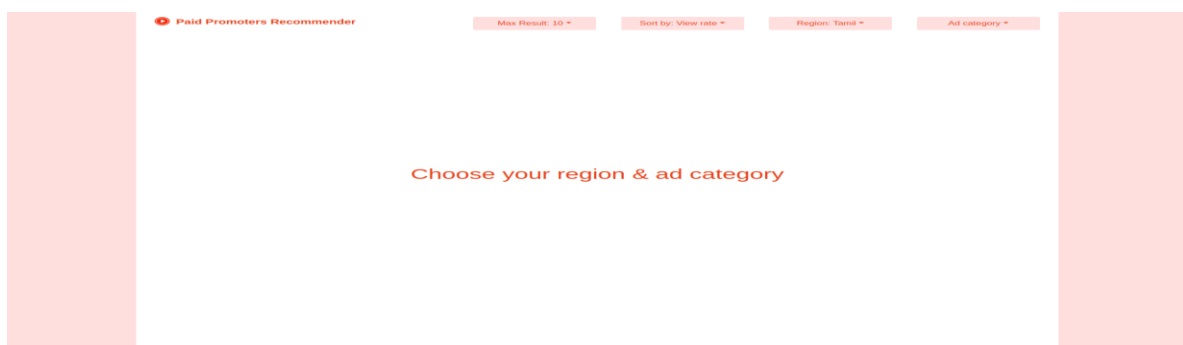 Paid Promoters Recommender Max Result: 10 Sort by: View rate Region: Tamil Ad category
Choose your region & ad category